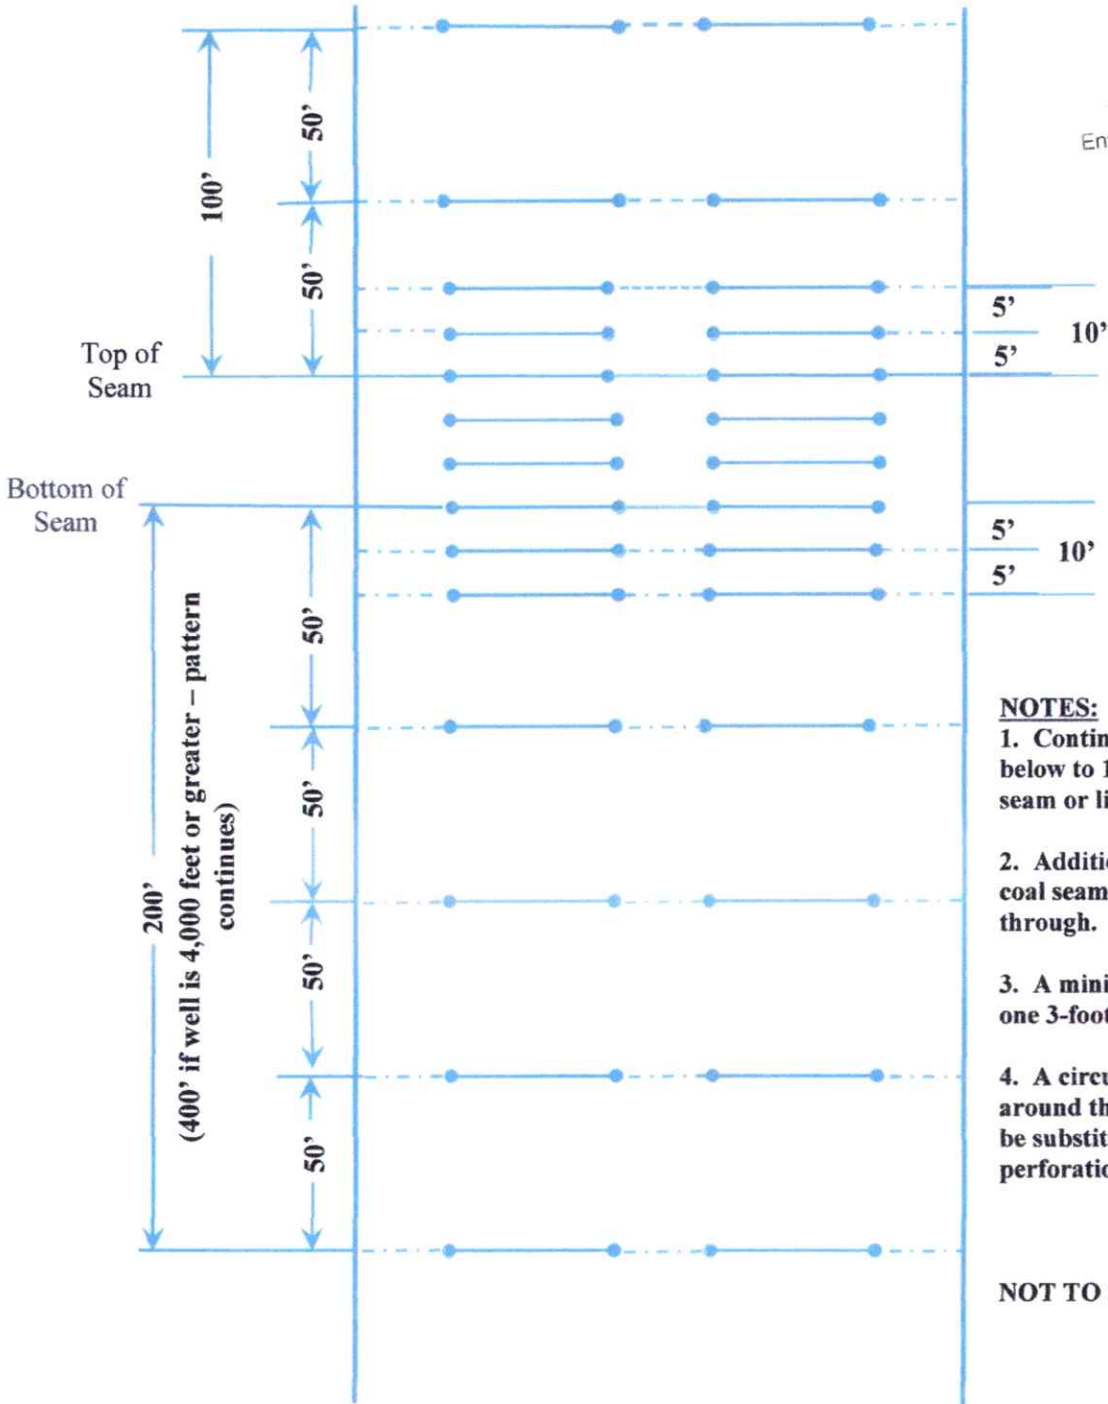 En
100’
50’
50’
5’
5’
10’
Top of
Seam
Bottom of
Seam
5’
5’
10’
200’
(400’ if well is 4,000 feet or greater – pattern
continues)
50’
50’
50’
50’
NOTES:
1. Contin
below to 1
seam or li
2. Additio
coal seam
through.
3. A mini
one 3-foot
4. A circu
around th
be substit
perforatio
NOT TO